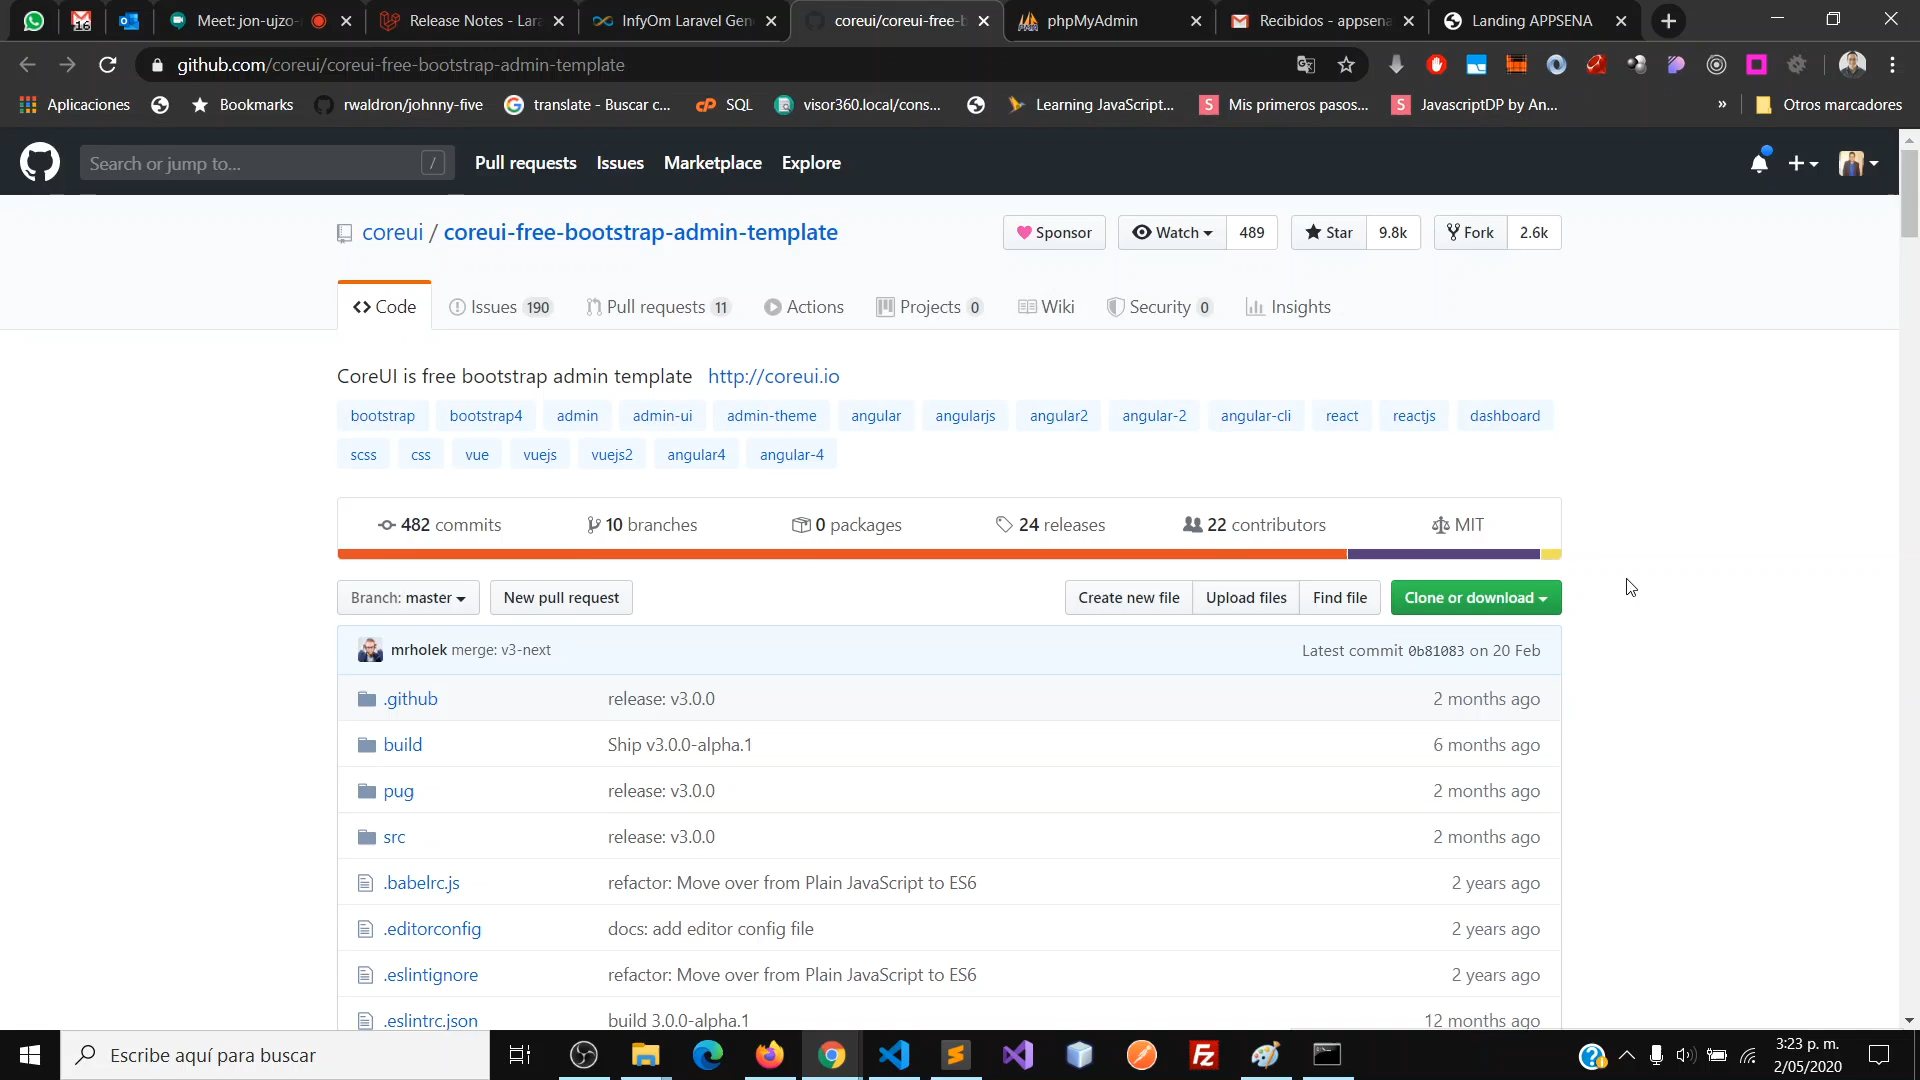 Meet: jon-ujzo-
Release Notes - Lar
InfyOm Laravel Gen
coreui/coreui-free-b
phpMyAdmin
Recibidos - appsena
Landing APPSENA
github.com/coreui/coreui-free-bootstrap-admin-template
Aplicaciones
Bookmarks
rwaldron/johnny-five
translate - Buscar c...
SQL
visor360.local/cons...
Learning JavaScript...
Mis primeros pasos...
JavascriptDP by An...
»
Otros marcadores
Search or jump to... /
Pull requests Issues Marketplace Explore
coreui / coreui-free-bootstrap-admin-template
Sponsor Watch 489 Star 9.8k Fork 2.6k
Code Issues 190 Pull requests 11 Actions Projects 0 Wiki Security 0 Insights
CoreUI is free bootstrap admin template http://coreui.io
bootstrap bootstrap4 admin admin-ui admin-theme angular angularjs angular2 angular-2 angular-cli react reactjs dashboard
scss css vue vuejs vuejs2 angular4 angular-4
482 commits 10 branches 0 packages 24 releases 22 contributors MIT
Branch: master New pull request Create new file Upload files Find file Clone or download
mrholek merge: v3-next Latest commit 0b81083 on 20 Feb
.github release: v3.0.0 2 months ago
build Ship v3.0.0-alpha.1 6 months ago
pug release: v3.0.0 2 months ago
src release: v3.0.0 2 months ago
.babelrc.js refactor: Move over from Plain JavaScript to ES6 2 years ago
.editorconfig docs: add editor config file 2 years ago
.eslintignore refactor: Move over from Plain JavaScript to ES6 2 years ago
.eslintrc.json build 3.0.0-alpha.1 12 months ago
Escribe aquí para buscar
3:23 p. m.
2/05/2020